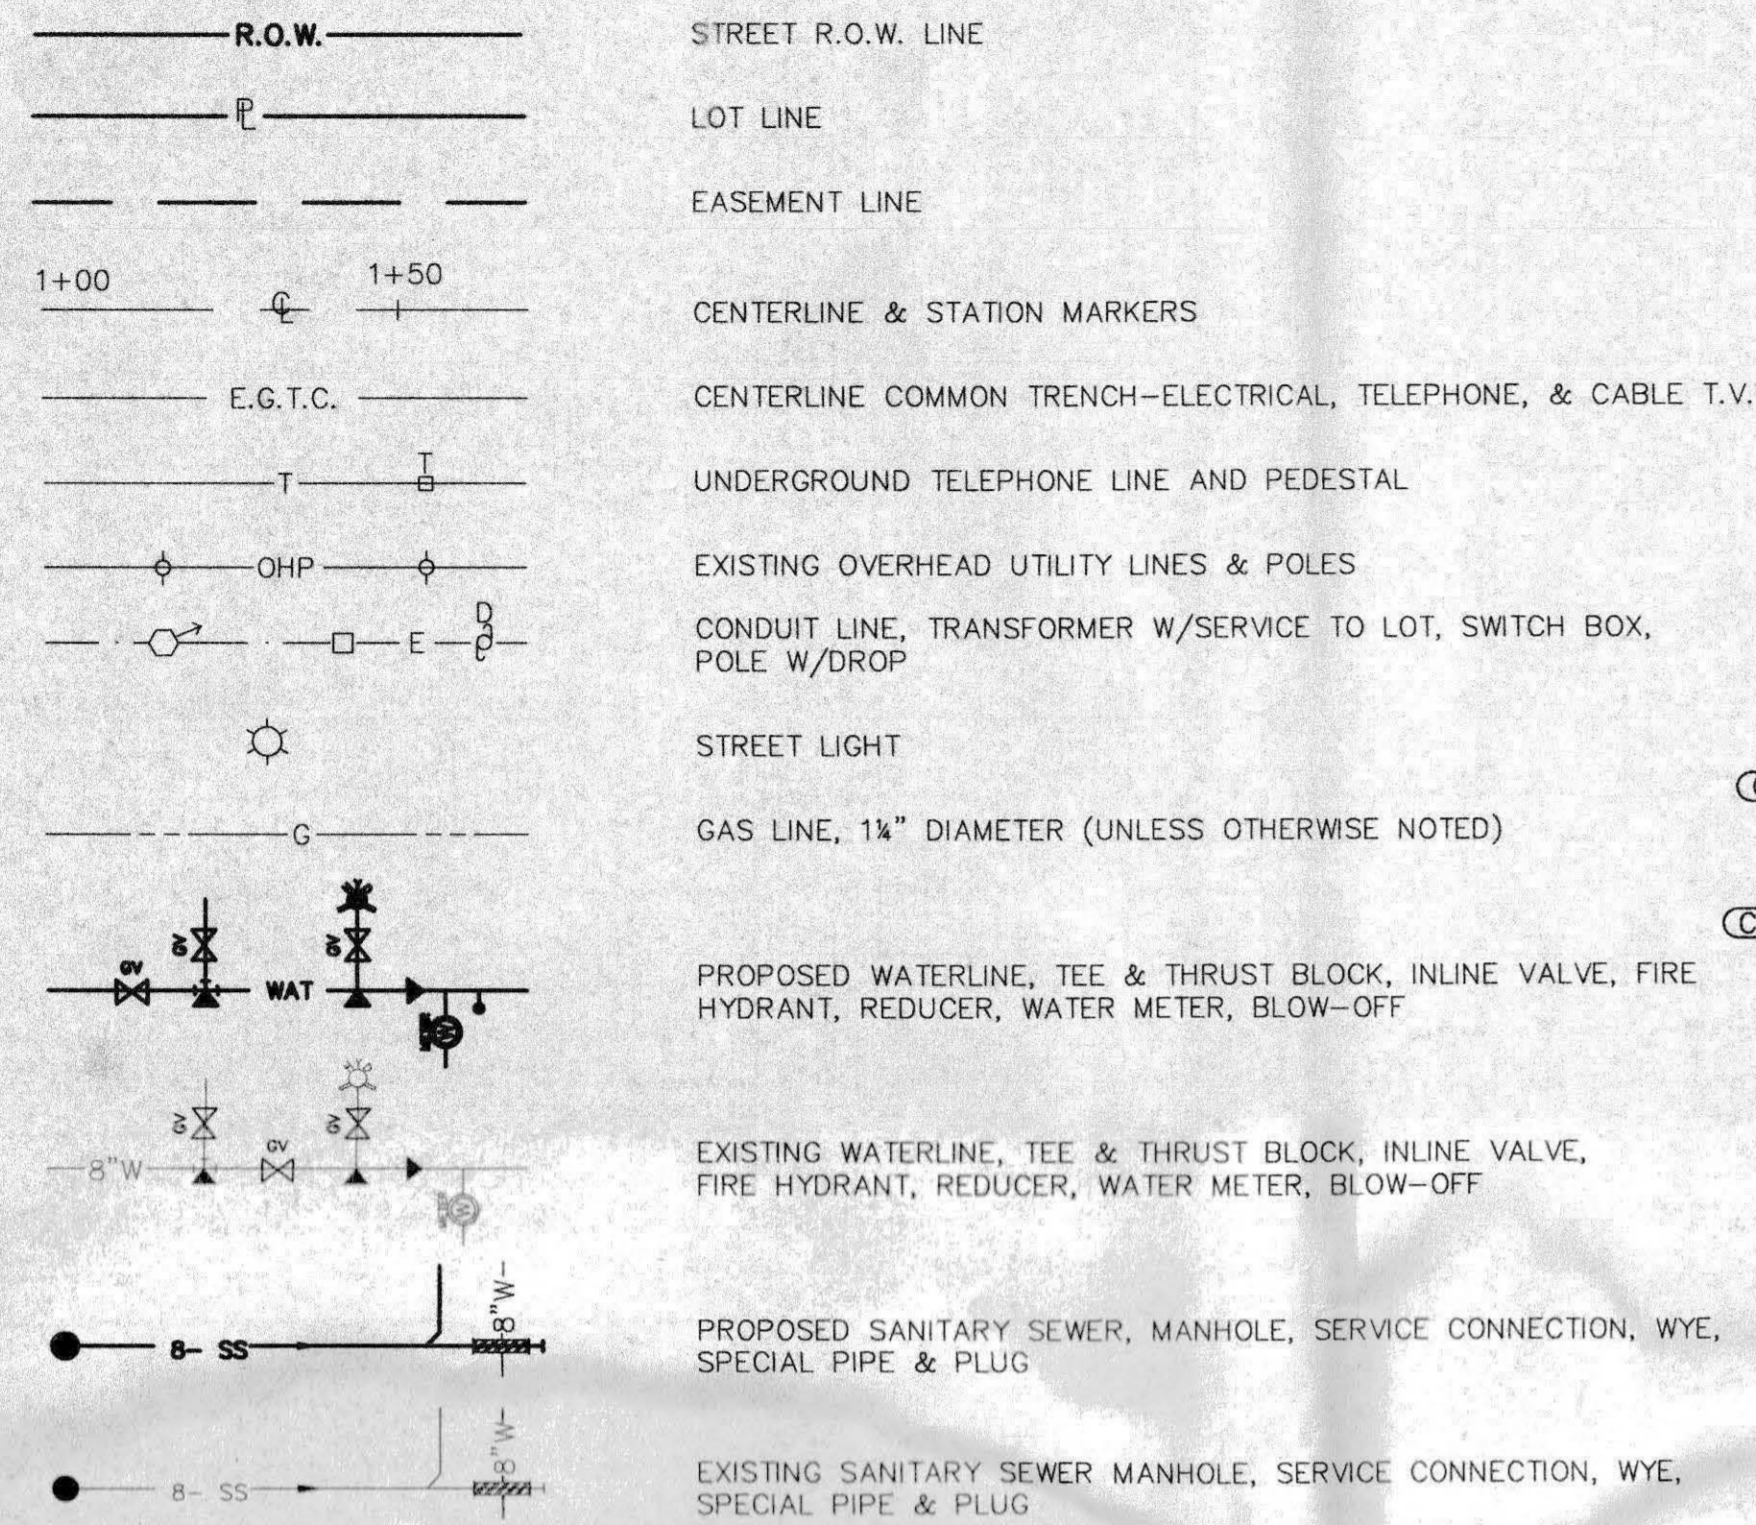 R.O.W. STREET R.O.W. LINE
PL LOT LINE
EASEMENT LINE
1+00 1+50
CL CENTERLINE & STATION MARKERS
E.G.T.C. CENTERLINE COMMON TRENCH-ELECTRICAL, TELEPHONE, & CABLE T.V.
T
T UNDERGROUND TELEPHONE LINE AND PEDESTAL
OHP EXISTING OVERHEAD UTILITY LINES & POLES
D
E CONDUIT LINE, TRANSFORMER W/SERVICE TO LOT, SWITCH BOX,
POLE W/DROP
STREET LIGHT
G GAS LINE, 1¼" DIAMETER (UNLESS OTHERWISE NOTED)
GV GV
GV
WAT PROPOSED WATERLINE, TEE & THRUST BLOCK, INLINE VALVE, FIRE
HYDRANT, REDUCER, WATER METER, BLOW-OFF
W
GV GV
GV
8"W EXISTING WATERLINE, TEE & THRUST BLOCK, INLINE VALVE,
FIRE HYDRANT, REDUCER, WATER METER, BLOW-OFF
W
8"W
8- SS PROPOSED SANITARY SEWER, MANHOLE, SERVICE CONNECTION, WYE,
SPECIAL PIPE & PLUG
8"W
8- SS EXISTING SANITARY SEWER MANHOLE, SERVICE CONNECTION, WYE,
SPECIAL PIPE & PLUG